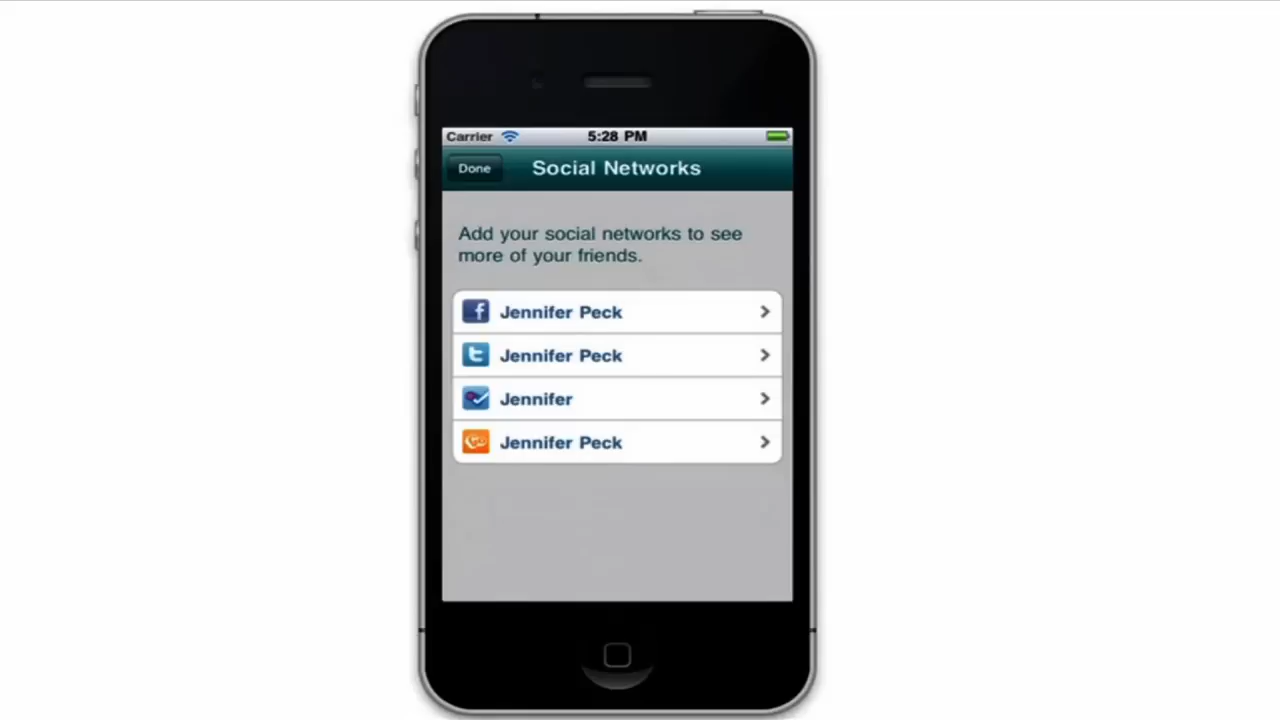 Carrier 5:28 PM
Done Social Networks
Add your social networks to see
more of your friends.
f Jennifer Peck
t Jennifer Peck
Jennifer
Jennifer Peck